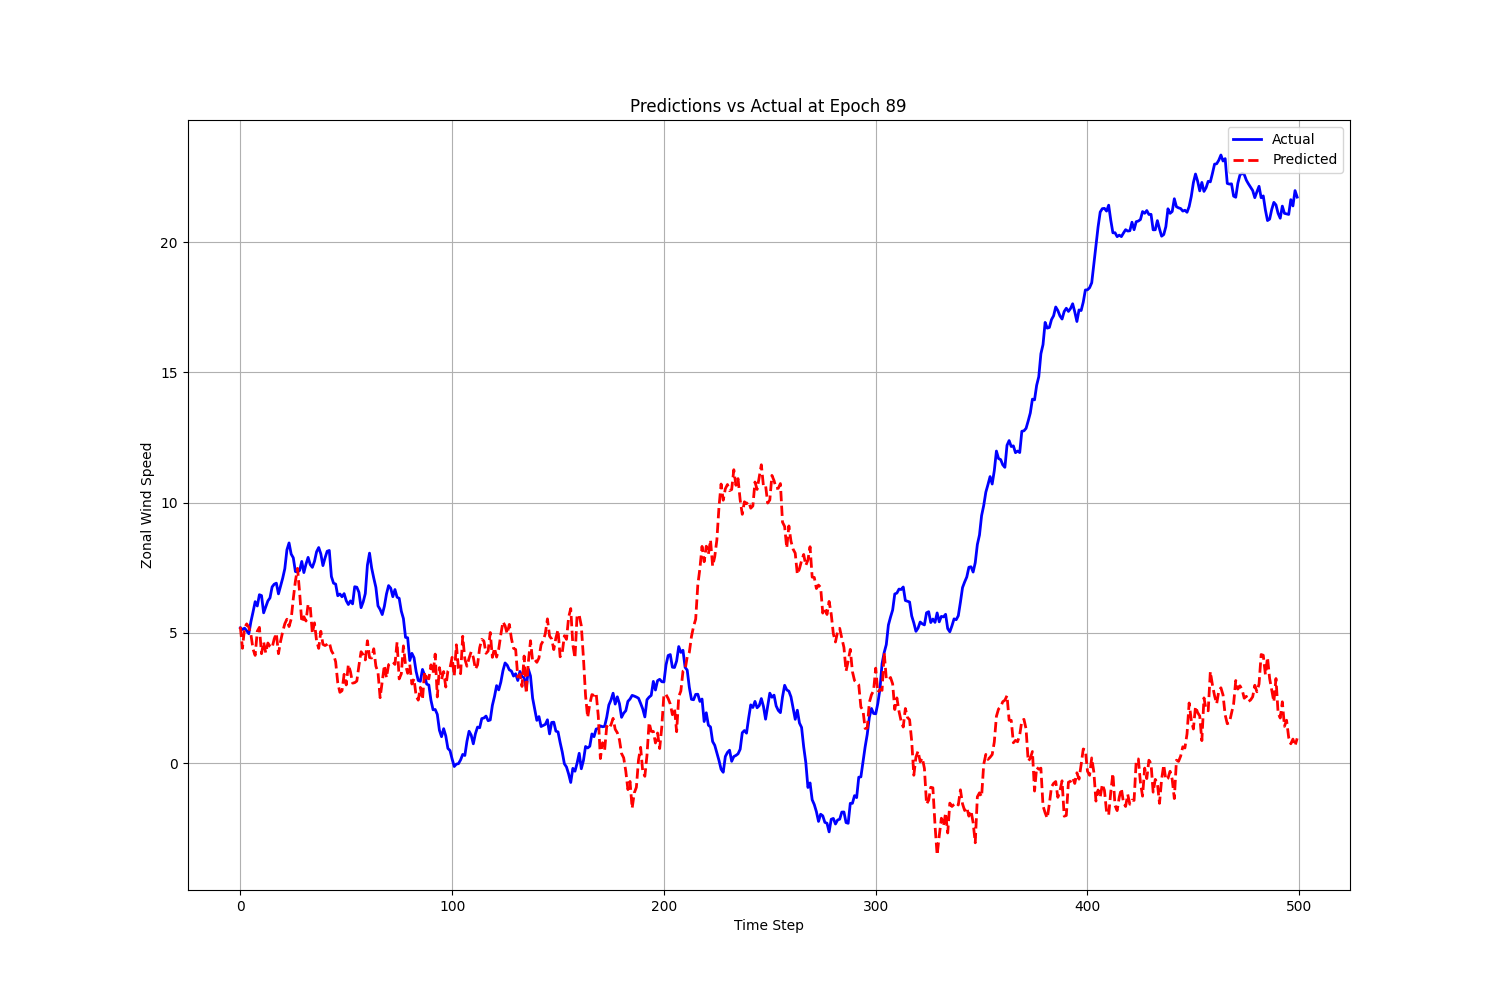 Predictions vs Actual at Epoch 89
Actual
Predicted
Zonal Wind Speed
20
15
10
5
0
0 100 200 300 400 500
Time Step